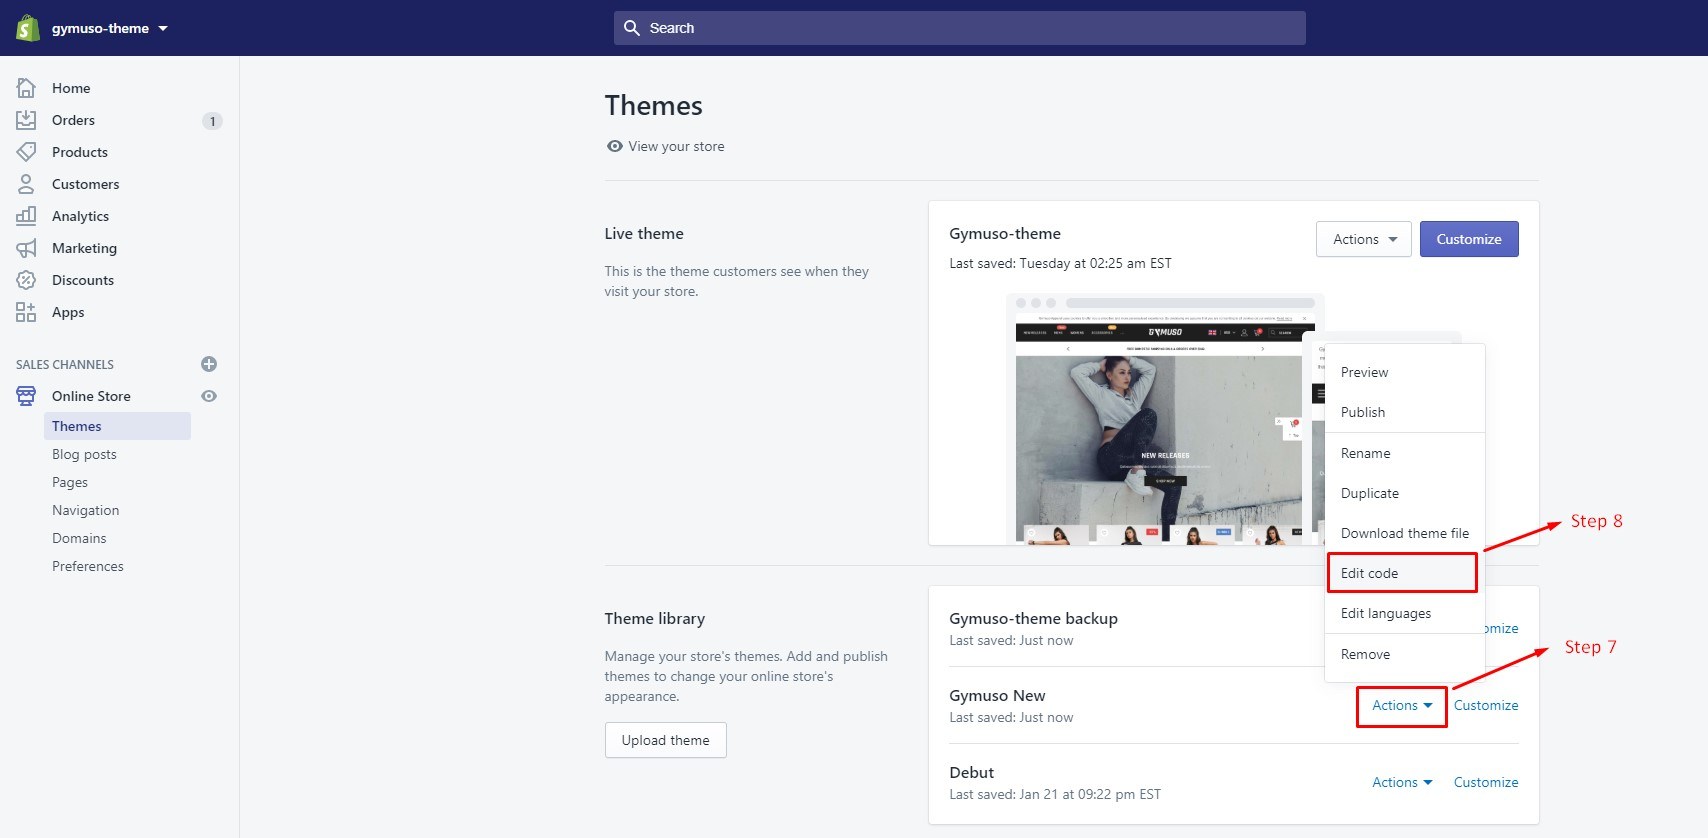 gymuso-theme
Search
Home
Orders
1
Products
Customers
Analytics
Marketing
Discounts
Apps
SALES CHANNELS
Online Store
Themes
Blog posts
Pages
Navigation
Domains
Preferences
Themes
View your store
Live theme
This is the theme customers see when they
visit your store.
Gymuso-theme
Last saved: Tuesday at 02:25 am EST
Actions
Customize
GYMUSO
NEW RELEASES
SHOP NOW
Preview
Publish
Rename
Duplicate
Download theme file
Edit code
Edit languages
Remove
Step 8
Step 7
Theme library
Manage your store's themes. Add and publish
themes to change your online store's
appearance.
Upload theme
Gymuso-theme backup
Last saved: Just now
omize
Gymuso New
Last saved: Just now
Actions
Customize
Debut
Last saved: Jan 21 at 09:22 pm EST
Actions
Customize